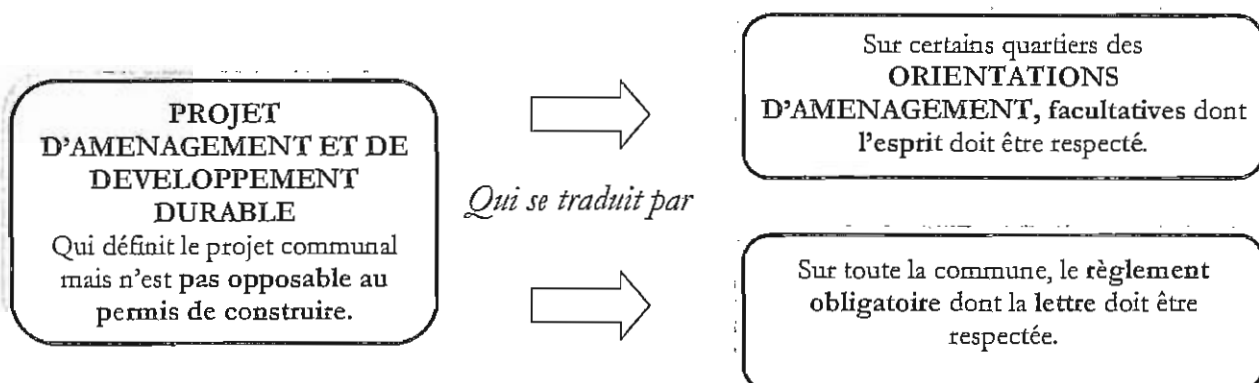 PROJET
D'AMENAGEMENT ET DE
DEVELOPPEMENT
DURABLE
Qui définit le projet communal
mais n'est pas opposable au
permis de construire.
Qui se traduit par
Sur certains quartiers des
ORIENTATIONS
D'AMENAGEMENT, facultatives dont
l'esprit doit être respecté.
Sur toute la commune, le règlement
obligatoire dont la lettre doit être
respectée.